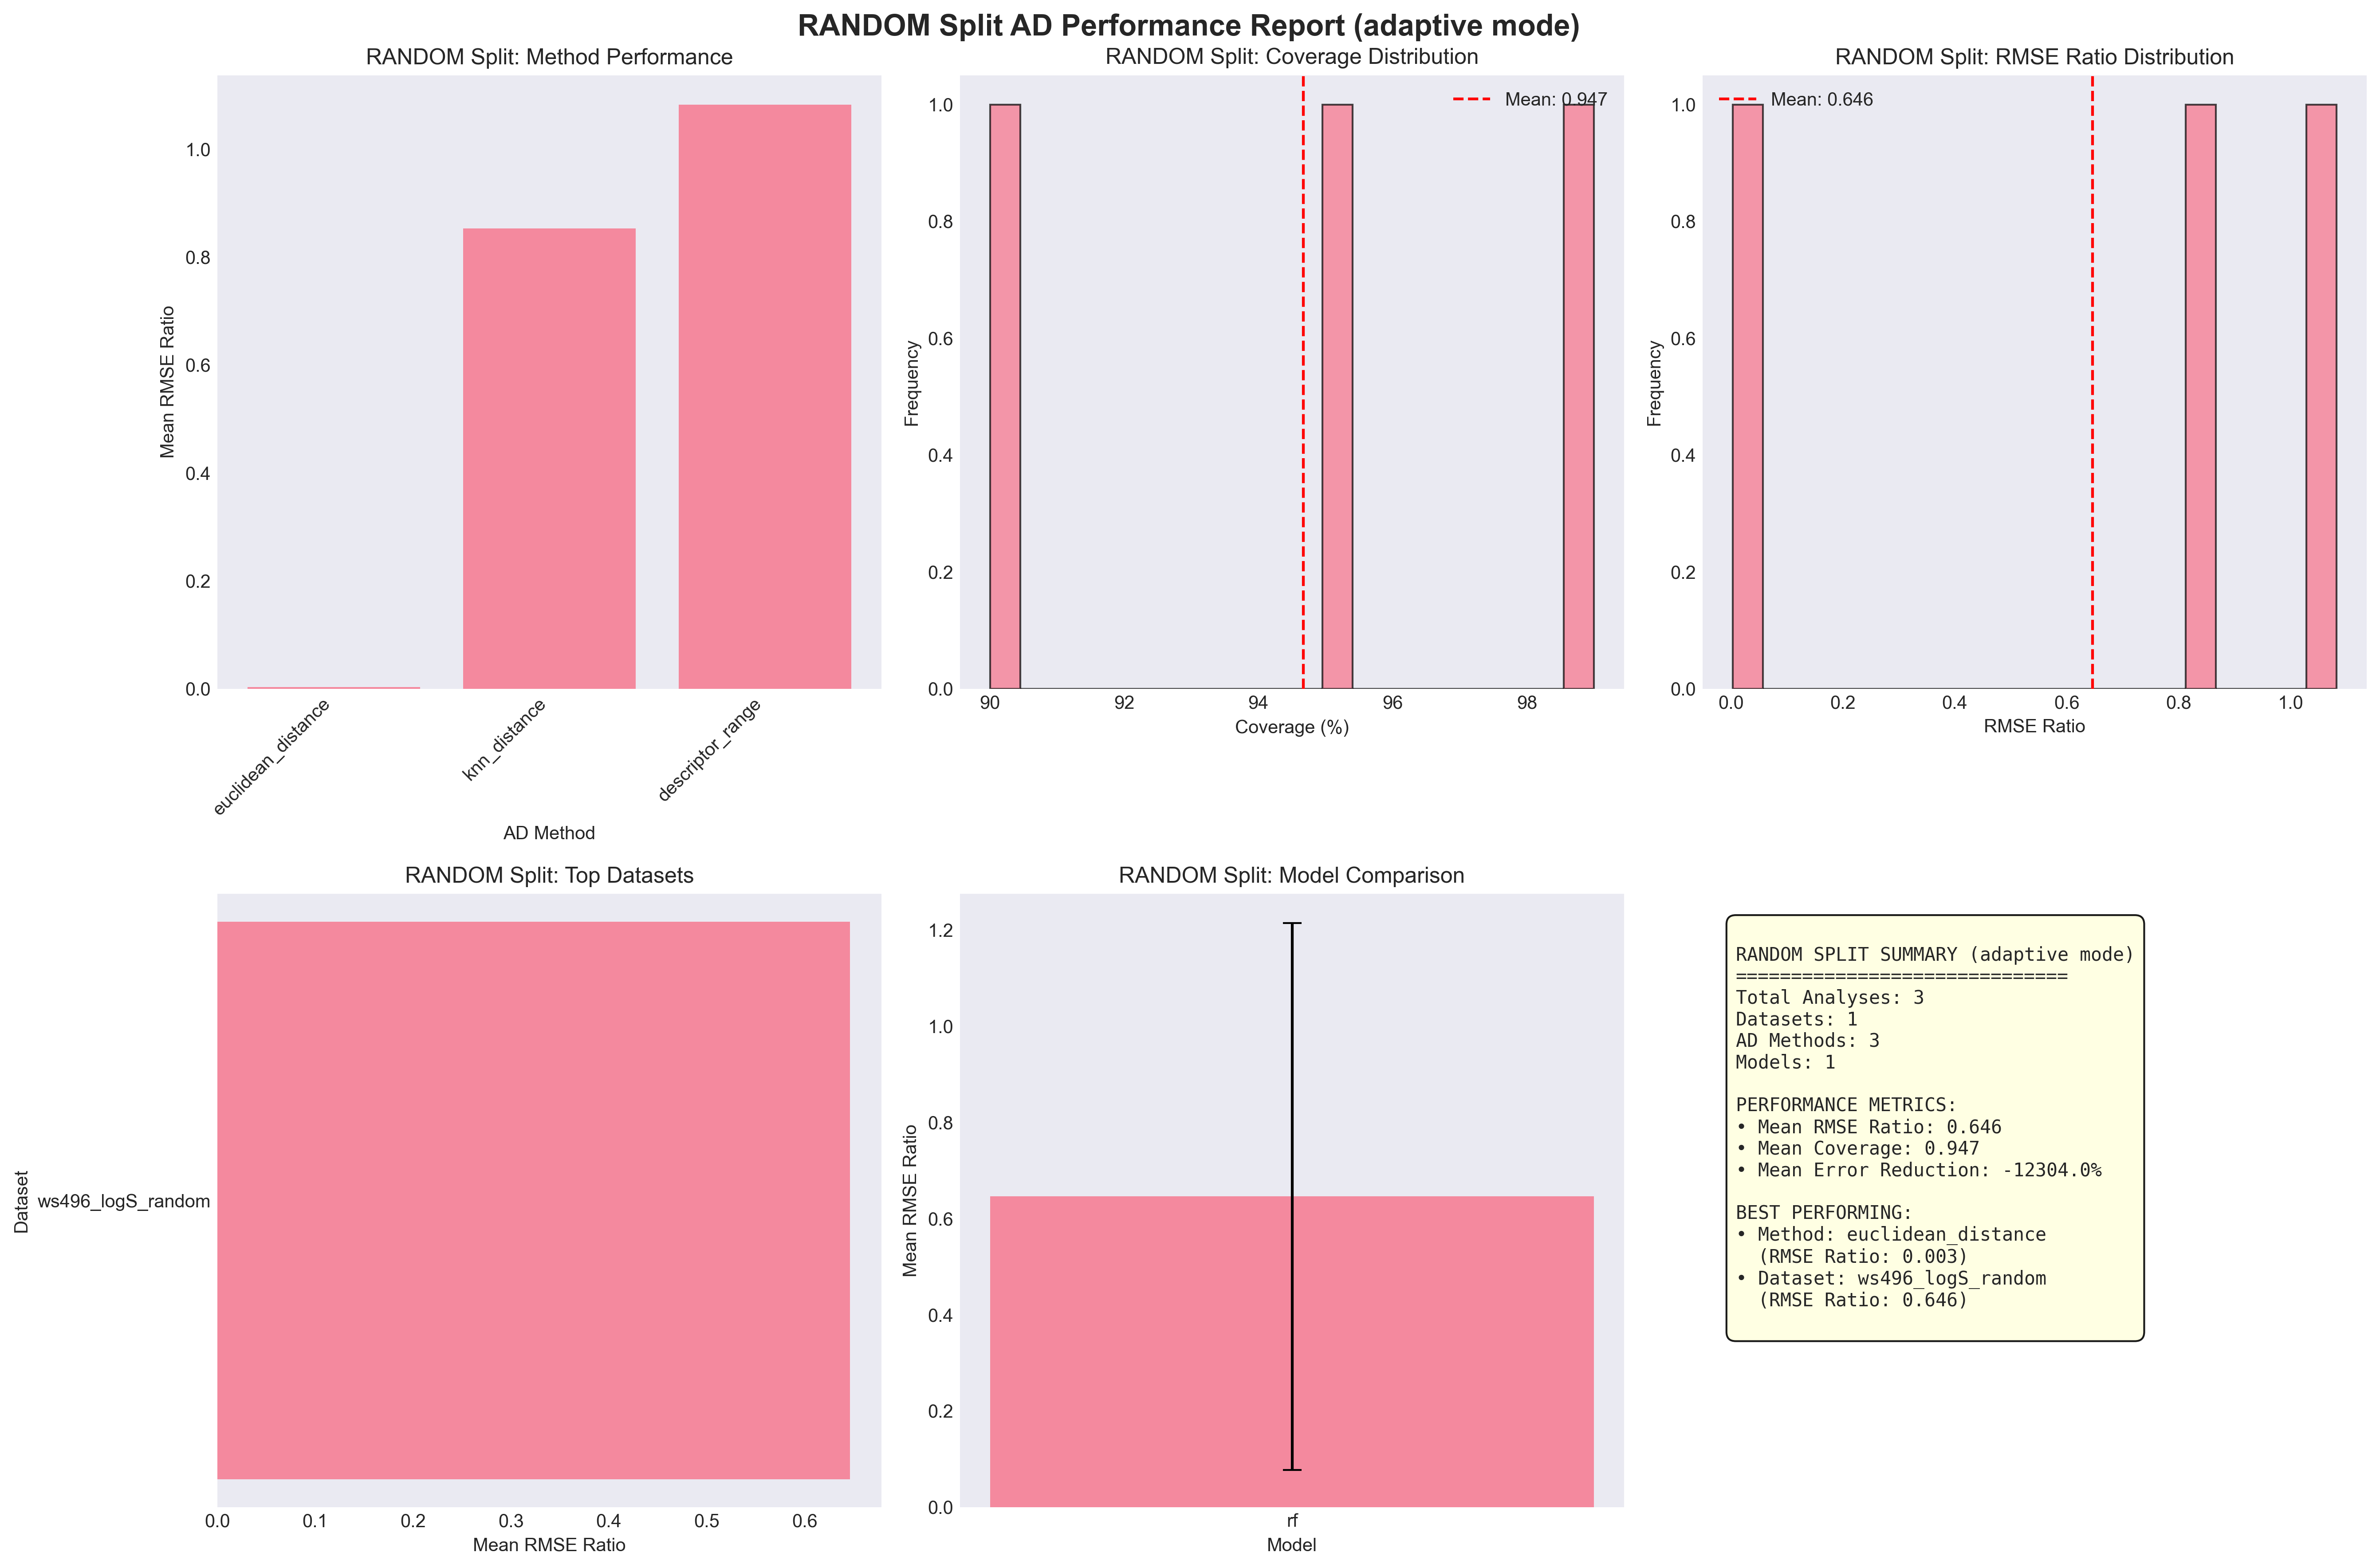 RANDOM Split AD Performance Report (adaptive mode)
RANDOM Split: Method Performance
Mean RMSE Ratio
1.0
0.8
0.6
0.4
0.2
0.0
euclidean_distance
knn_distance
descriptor_range
AD Method
RANDOM Split: Coverage Distribution
Mean: 0.947
Frequency
1.0
0.8
0.6
0.4
0.2
0.0
90 92 94 96 98
Coverage (%)
RANDOM Split: RMSE Ratio Distribution
Mean: 0.646
Frequency
1.0
0.8
0.6
0.4
0.2
0.0
0.0 0.2 0.4 0.6 0.8 1.0
RMSE Ratio
RANDOM Split: Top Datasets
Dataset
ws496_logS_random
0.0 0.1 0.2 0.3 0.4 0.5 0.6
Mean RMSE Ratio
RANDOM Split: Model Comparison
Mean RMSE Ratio
1.2
1.0
0.8
0.6
0.4
0.2
0.0
rf
Model
RANDOM SPLIT SUMMARY (adaptive mode)
==============================
Total Analyses: 3
Datasets: 1
AD Methods: 3
Models: 1
PERFORMANCE METRICS:
• Mean RMSE Ratio: 0.646
• Mean Coverage: 0.947
• Mean Error Reduction: -12304.0%
BEST PERFORMING:
• Method: euclidean_distance
(RMSE Ratio: 0.003)
• Dataset: ws496_logS_random
(RMSE Ratio: 0.646)